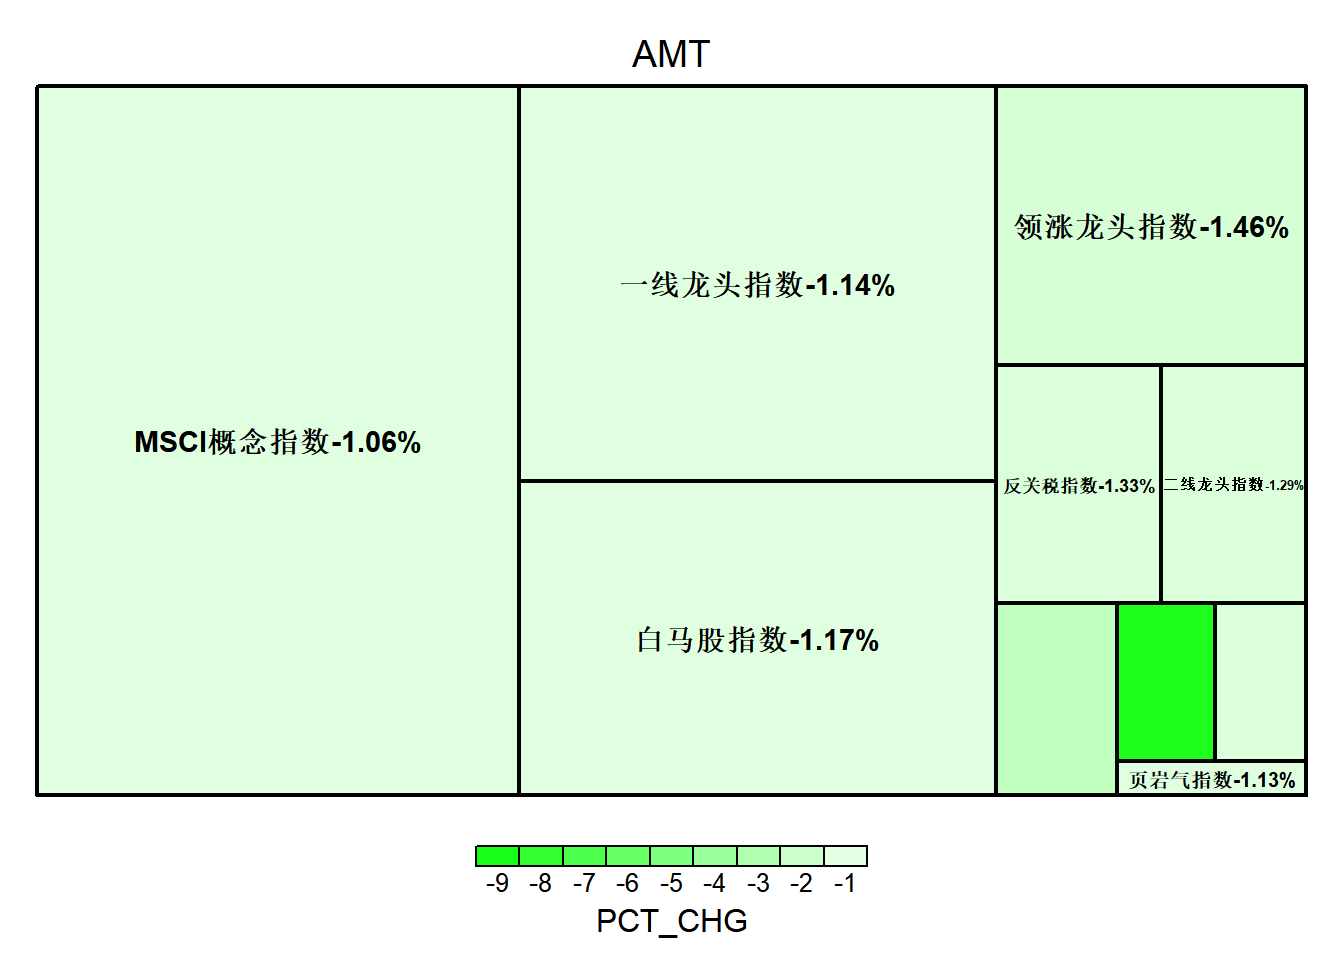 AMT
MSCI概念指数-1.06%
一线龙头指数-1.14%
白马股指数-1.17%
领涨龙头指数-1.46%
反关税指数-1.33%
二线龙头指数-1.29%
页岩气指数-1.13%
-9 -8 -7 -6 -5 -4 -3 -2 -1
PCT_CHG